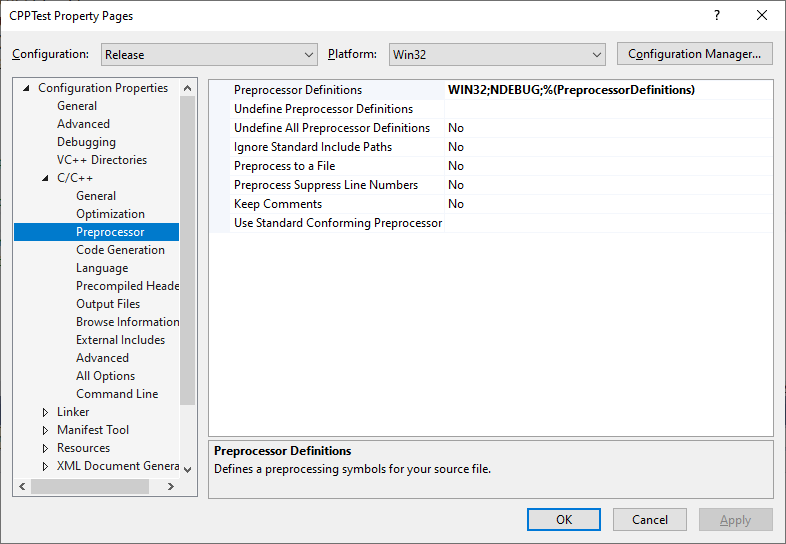 CPPTest Property Pages
Configuration: Release Platform: Win32 Configuration Manager...
Configuration Properties
General
Advanced
Debugging
VC++ Directories
C/C++
General
Optimization
Preprocessor
Code Generation
Language
Precompiled Heade
Output Files
Browse Information
External Includes
Advanced
All Options
Command Line
Linker
Manifest Tool
Resources
XML Document Genera
Preprocessor Definitions WIN32;NDEBUG;%(PreprocessorDefinitions)
Undefine Preprocessor Definitions
Undefine All Preprocessor Definitions No
Ignore Standard Include Paths No
Preprocess to a File No
Preprocess Suppress Line Numbers No
Keep Comments No
Use Standard Conforming Preprocessor
Preprocessor Definitions
Defines a preprocessing symbols for your source file.
OK Cancel Apply